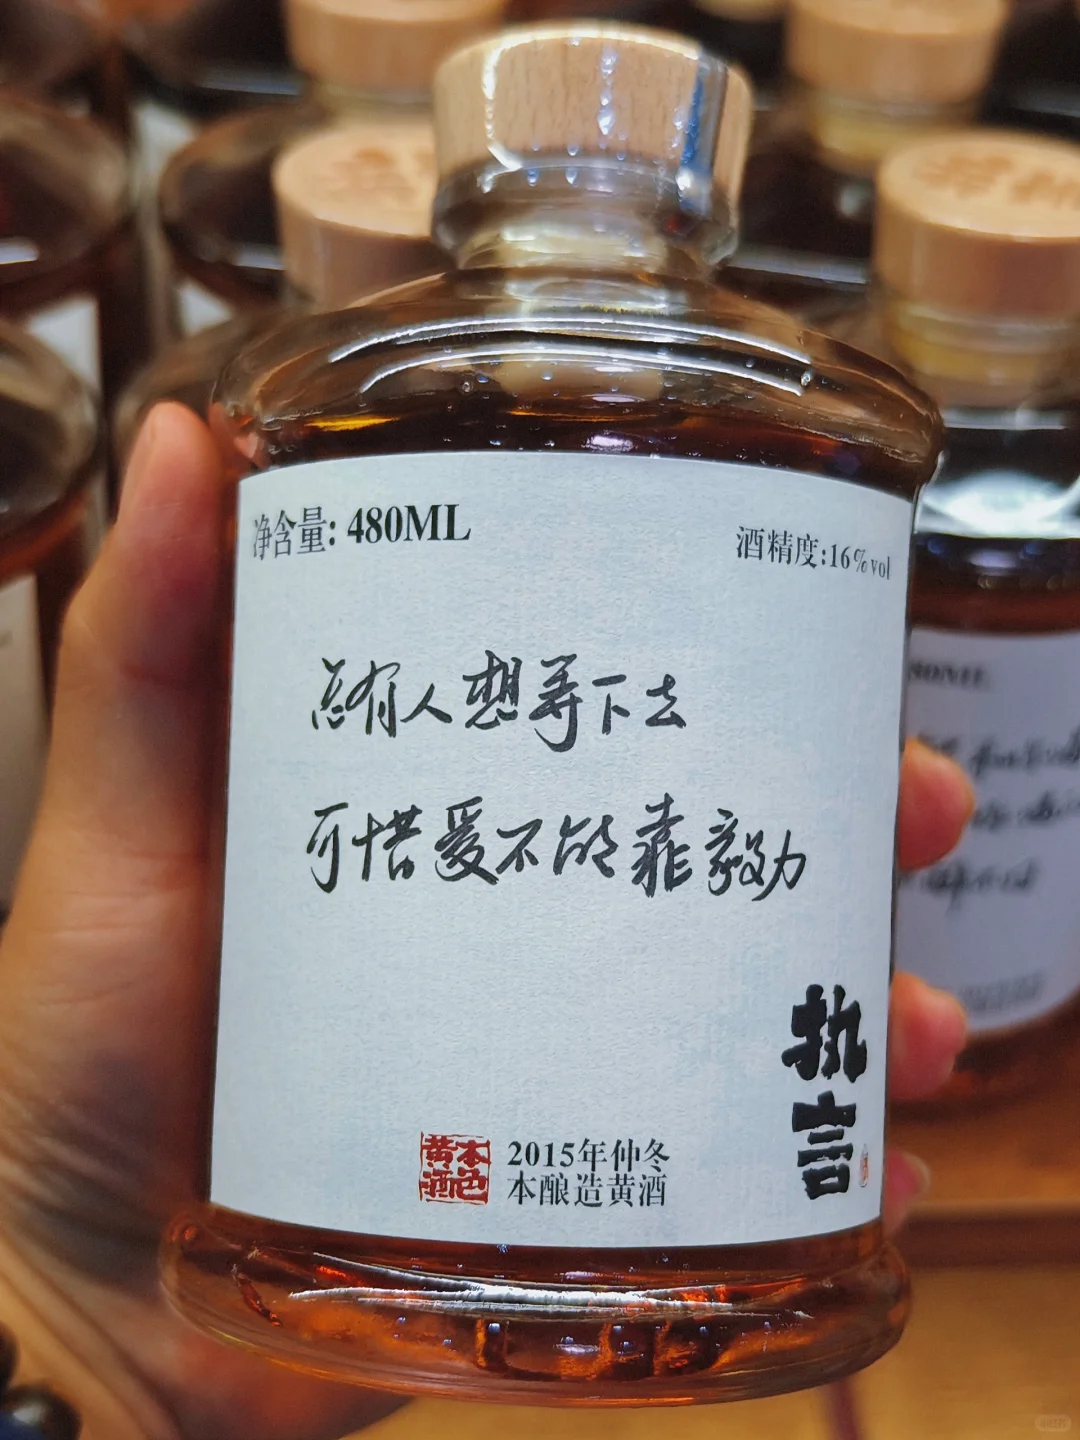 净含量: 480ML
酒精度:16%vol
总有人想寻下去
可惜爱不能靠毅力
执言
本色黄酒
2015年仲冬
本酿造黄酒